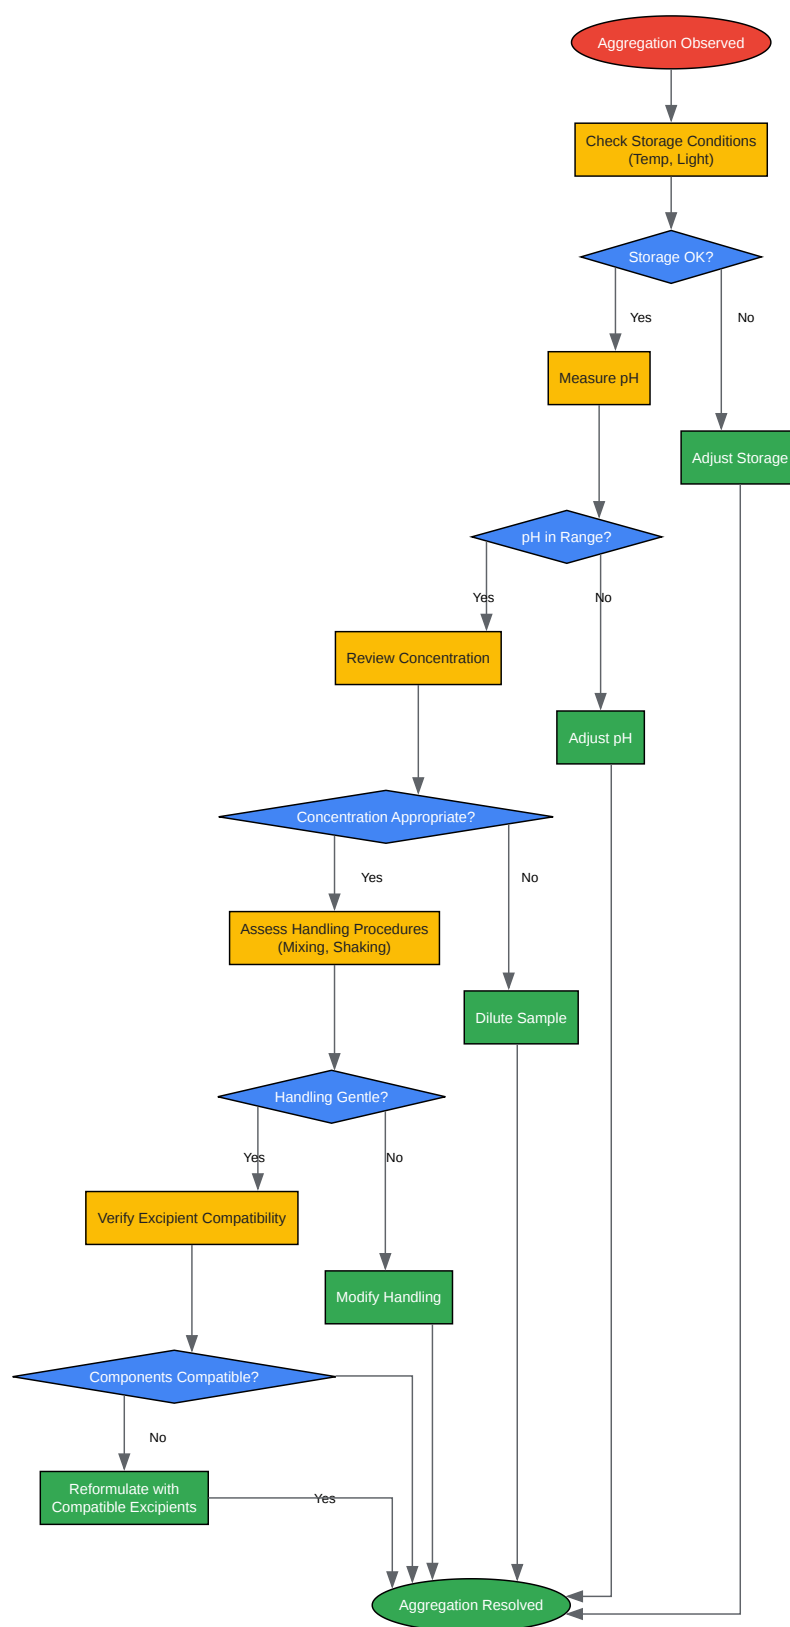 Aggregation Observed
Check Storage Conditions
(Temp, Light)
Storage OK?
Yes
No
Measure pH
Adjust Storage
pH in Range?
Yes
No
Review Concentration
Adjust pH
Concentration Appropriate?
Yes
No
Assess Handling Procedures
(Mixing, Shaking)
Dilute Sample
Handling Gentle?
Yes
No
Verify Excipient Compatibility
Modify Handling
Components Compatible?
No
Reformulate with
Compatible Excipients
Yes
Aggregation Resolved